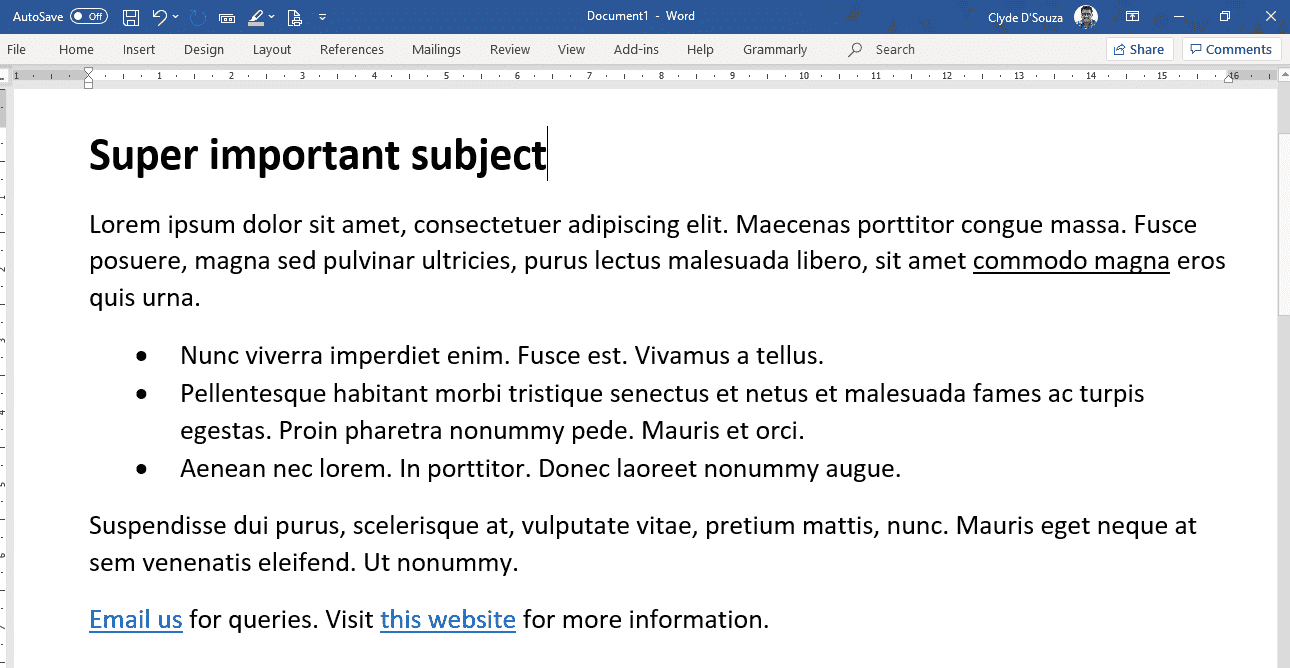 AutoSave Off Document1 - Word Clyde D'Souza
File Home Insert Design Layout References Mailings Review View Add-ins Help Grammarly Search Share Comments
1 1 2 3 4 5 6 7 8 9 10 11 12 13 14 15 16
Super important subject
Lorem ipsum dolor sit amet, consectetuer adipiscing elit. Maecenas porttitor congue massa. Fusce
posuere, magna sed pulvinar ultricies, purus lectus malesuada libero, sit amet commodo magna eros
quis urna.
● Nunc viverra imperdiet enim. Fusce est. Vivamus a tellus.
● Pellentesque habitant morbi tristique senectus et netus et malesuada fames ac turpis
egestas. Proin pharetra nonummy pede. Mauris et orci.
● Aenean nec lorem. In porttitor. Donec laoreet nonummy augue.
Suspendisse dui purus, scelerisque at, vulputate vitae, pretium mattis, nunc. Mauris eget neque at
sem venenatis eleifend. Ut nonummy.
Email us for queries. Visit this website for more information.